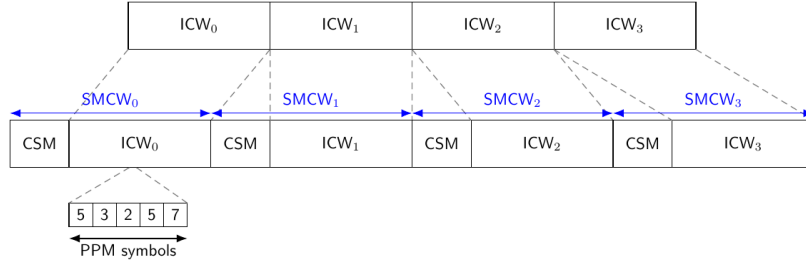 ICW₀ ICW₁ ICW₂ ICW₃
SMCW₀ SMCW₁ SMCW₂ SMCW₃
CSM ICW₀ CSM ICW₁ CSM ICW₂ CSM ICW₃
5 3 2 5 7
PPM symbols